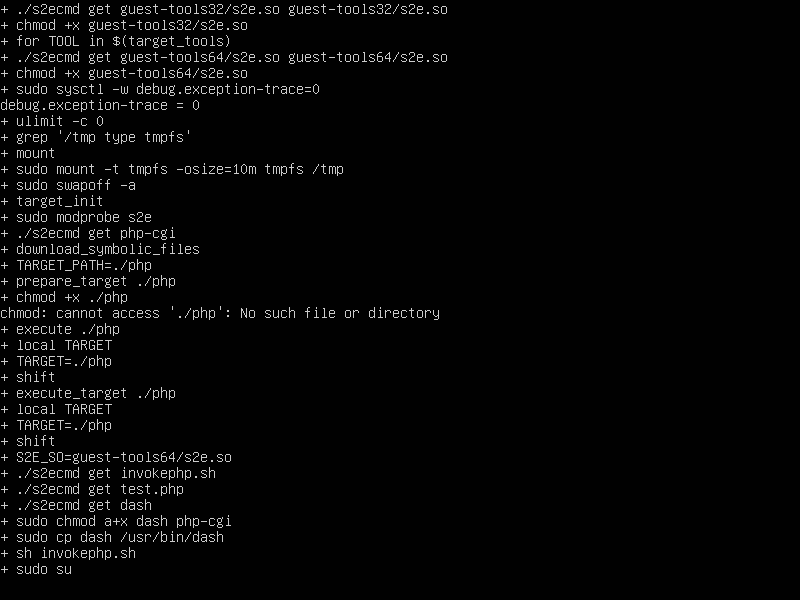 + ./s2ecmd get guest-tools32/s2e.so guest-tools32/s2e.so
+ chmod +x guest-tools32/s2e.so
+ for TOOL in $(target_tools)
+ ./s2ecmd get guest-tools64/s2e.so guest-tools64/s2e.so
+ chmod +x guest-tools64/s2e.so
+ sudo sysctl -w debug.exception-trace=0
debug.exception-trace = 0
+ ulimit -c 0
+ grep '/tmp type tmpfs'
+ mount
+ sudo mount -t tmpfs -osize=10m tmpfs /tmp
+ sudo swapoff -a
+ target_init
+ sudo modprobe s2e
+ ./s2ecmd get php-cgi
+ download_symbolic_files
+ TARGET_PATH=./php
+ prepare_target ./php
+ chmod +x ./php
chmod: cannot access './php': No such file or directory
+ execute ./php
+ local TARGET
+ TARGET=./php
+ shift
+ execute_target ./php
+ local TARGET
+ TARGET=./php
+ shift
+ S2E_SO=guest-tools64/s2e.so
+ ./s2ecmd get invokephp.sh
+ ./s2ecmd get test.php
+ ./s2ecmd get dash
+ sudo chmod a+x dash php-cgi
+ sudo cp dash /usr/bin/dash
+ sh invokephp.sh
+ sudo su